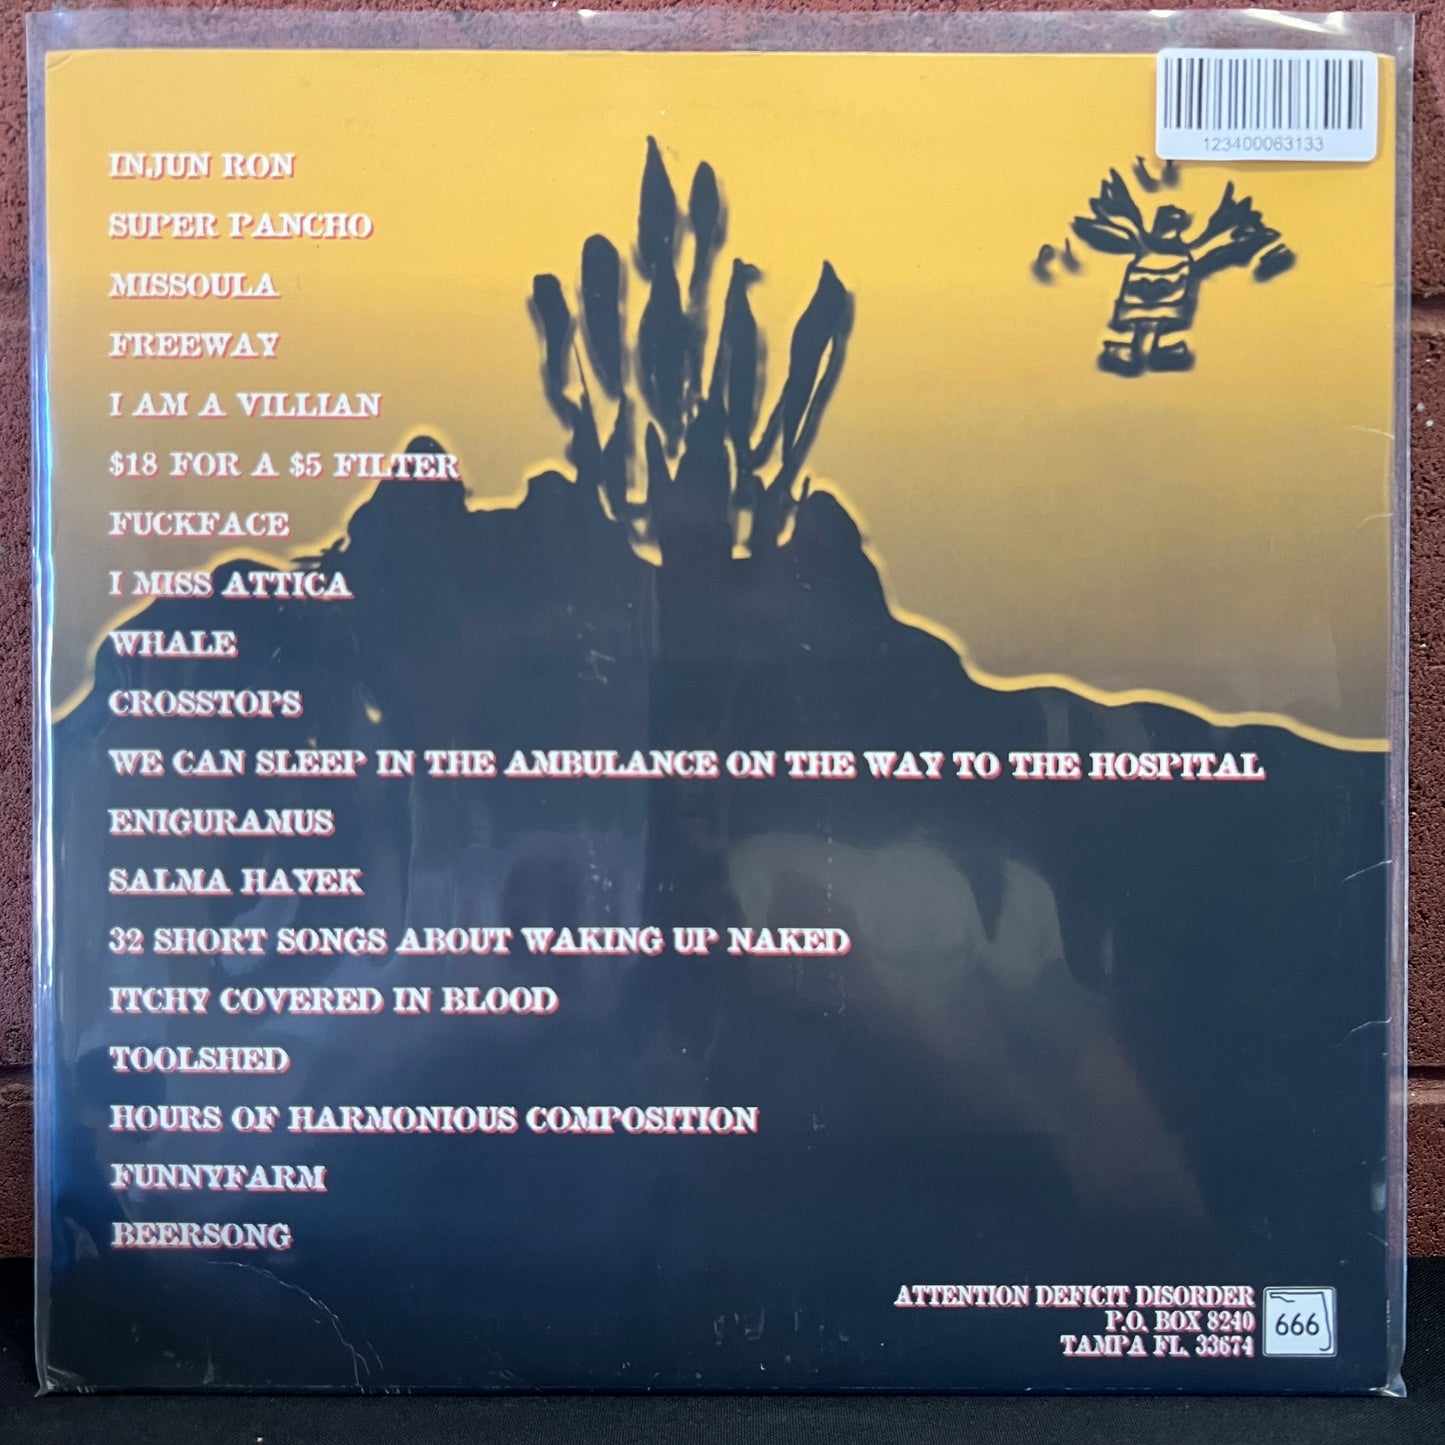 123400063133
INJUN RON
SUPER PANCHO
MISSOULA
FREEWAY
I AM A VILLIAN
$18 FOR A $5 FILTER
FUCKFACE
I MISS ATTICA
WHALE
CROSSTOPS
WE CAN SLEEP IN THE AMBULANCE ON THE WAY TO THE HOSPITAL
ENIGURAMUS
SALMA HAYEK
32 SHORT SONGS ABOUT WAKING UP NAKED
ITCHY COVERED IN BLOOD
TOOLSHED
HOURS OF HARMONIOUS COMPOSITION
FUNNYFARM
BEERSONG
ATTENTION DEFICIT DISORDER
P.O. BOX 8240
TAMPA FL, 33674
666